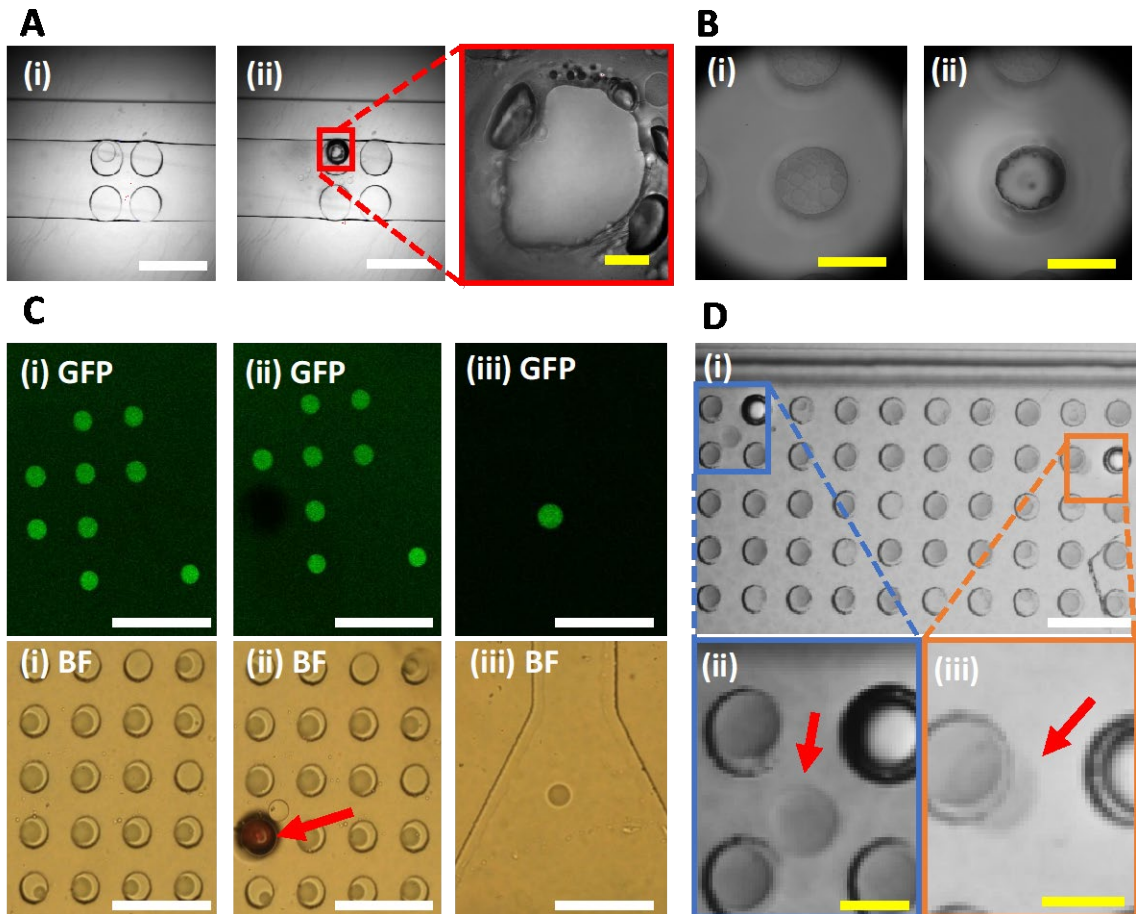 A
B
(i)
(ii)
(i)
(ii)
C
D
(i) GFP
(ii) GFP
(iii) GFP
(i)
(i) BF
(ii) BF
(iii) BF
(ii)
(iii)